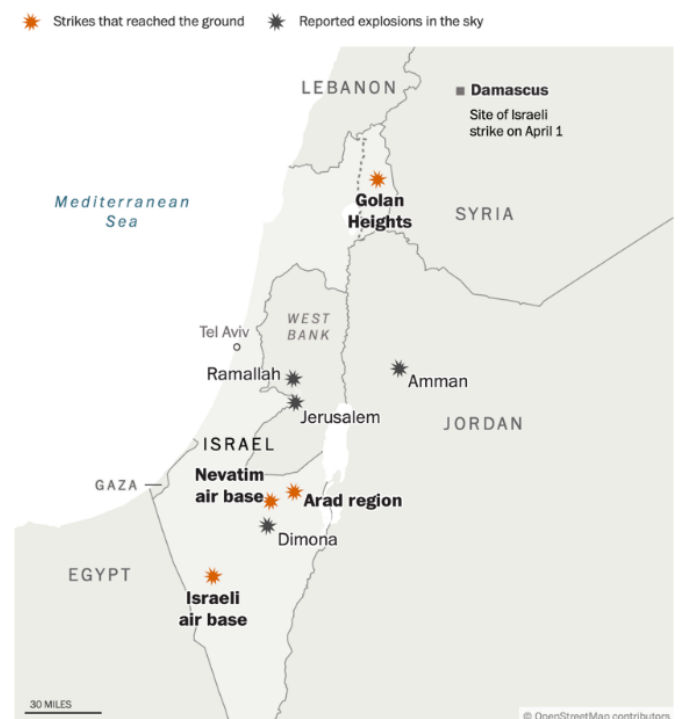 Strikes that reached the ground
Reported explosions in the sky
LEBANON
Damascus
Site of Israeli
strike on April 1
Mediterranean
Sea
Golan
Heights
SYRIA
WEST
BANK
Tel Aviv
Ramallah
Amman
Jerusalem
JORDAN
ISRAEL
Nevatim
air base
Arad region
GAZA
Dimona
EGYPT
Israeli
air base
30 MILES
© OpenStreetMap contributors